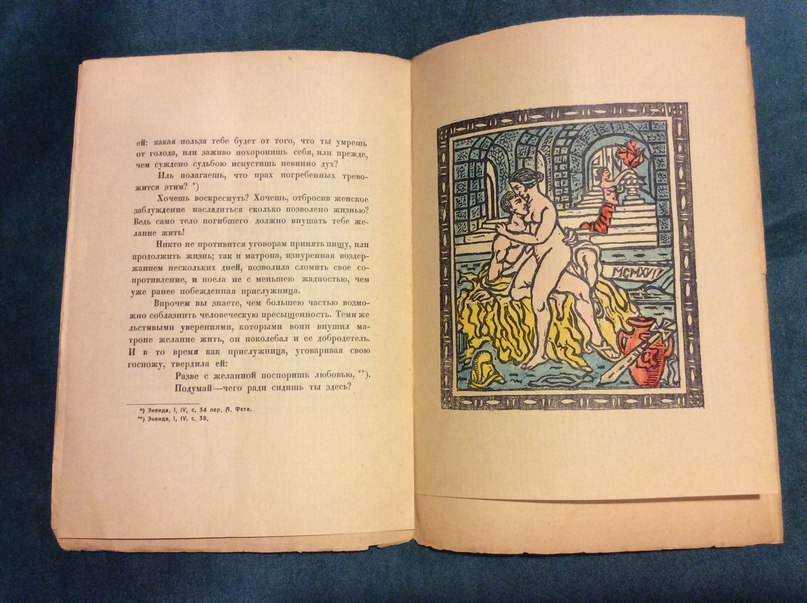 ей: какая польза тебе будет от того, что ты умрешь
от голода, или заживо похоронишь себя, или прежде,
чем суждено судьбою испустишь невинно дух?
Иль полагаешь, что прах погребенных трево-
жится этим? *)
Хочешь воскреснуть? Хочешь, отбросив женское
заблуждение насладиться сколько позволено жизнью?
Ведь само тело погибшего должно внушать тебе же-
лание жить!
Никто не противится уговорам принять пищу, или
продолжить жизнь; так и матрона, изнуренная воздер-
жанием нескольких дней, позволила сломить свое со-
противление, и поела не с меньшею жадностью, чем
уже ранее побежденная прислужница.
Впрочем вы знаете, чем большею частью возмо-
жно соблазнить человеческую пресыщенность. Теми же
льстивыми уверениями, которыми воин внушил ма-
троне желание жить, он поколебал и ее добродетель.
И в то время как прислужница, уговаривая свою
госпожу, твердила ей:
Разве с желанной поспоришь любовью, **).
Подумай—чего ради сидишь ты здесь?
*) Энеида, I, IV, с. 34 пер. А. Фета.
**) Энеида, I, IV, с. 38.